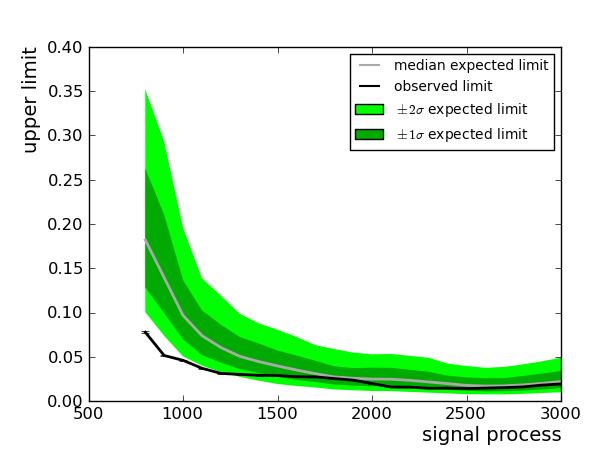 upper limit
0.40
0.35
0.30
0.25
0.20
0.15
0.10
0.05
0.00
median expected limit
observed limit
±2σ expected limit
±1σ expected limit
500 1000 1500 2000 2500 3000
signal process